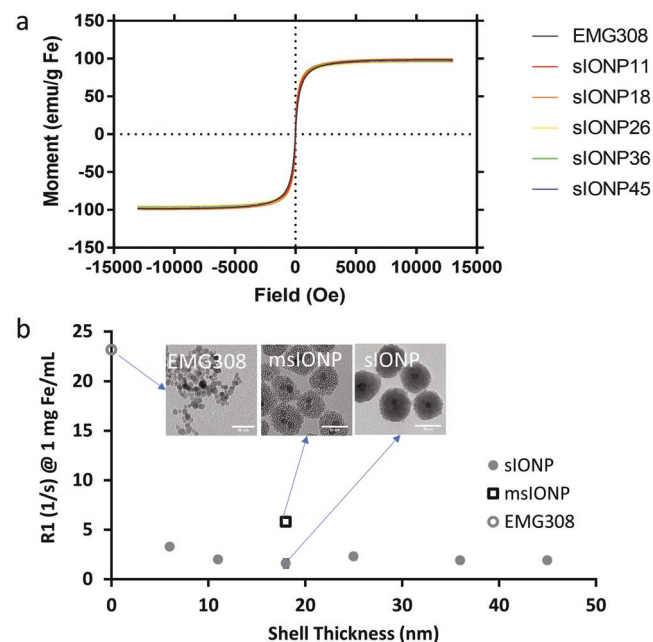 a
150
100
50
0
-50
-100
-150
Moment (emu/g Fe)
-15000 -10000 -5000 0 5000 10000 15000
Field (Oe)
EMG308
sIONP11
sIONP18
sIONP26
sIONP36
sIONP45
b
25
20
15
10
5
0
R1 (1/s) @ 1 mg Fe/mL
EMG308 msIONP sIONP
sIONP
msIONP
EMG308
0 10 20 30 40 50
Shell Thickness (nm)